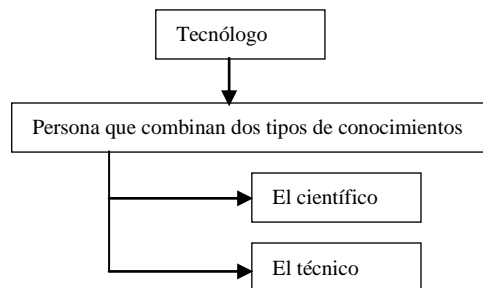 Tecnólogo
Persona que combinan dos tipos de conocimientos
El científico
El técnico